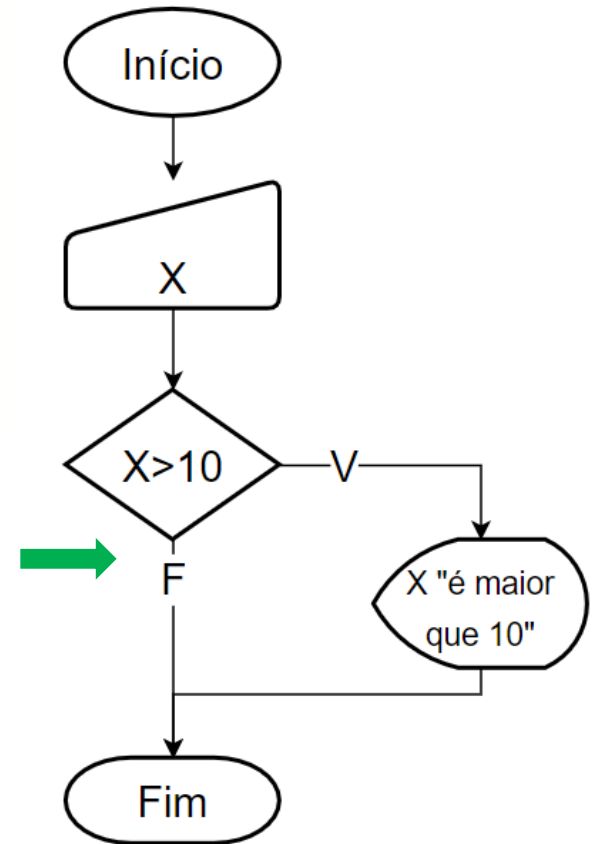 Início
X
X>10
V
F
X "é maior
que 10"
Fim